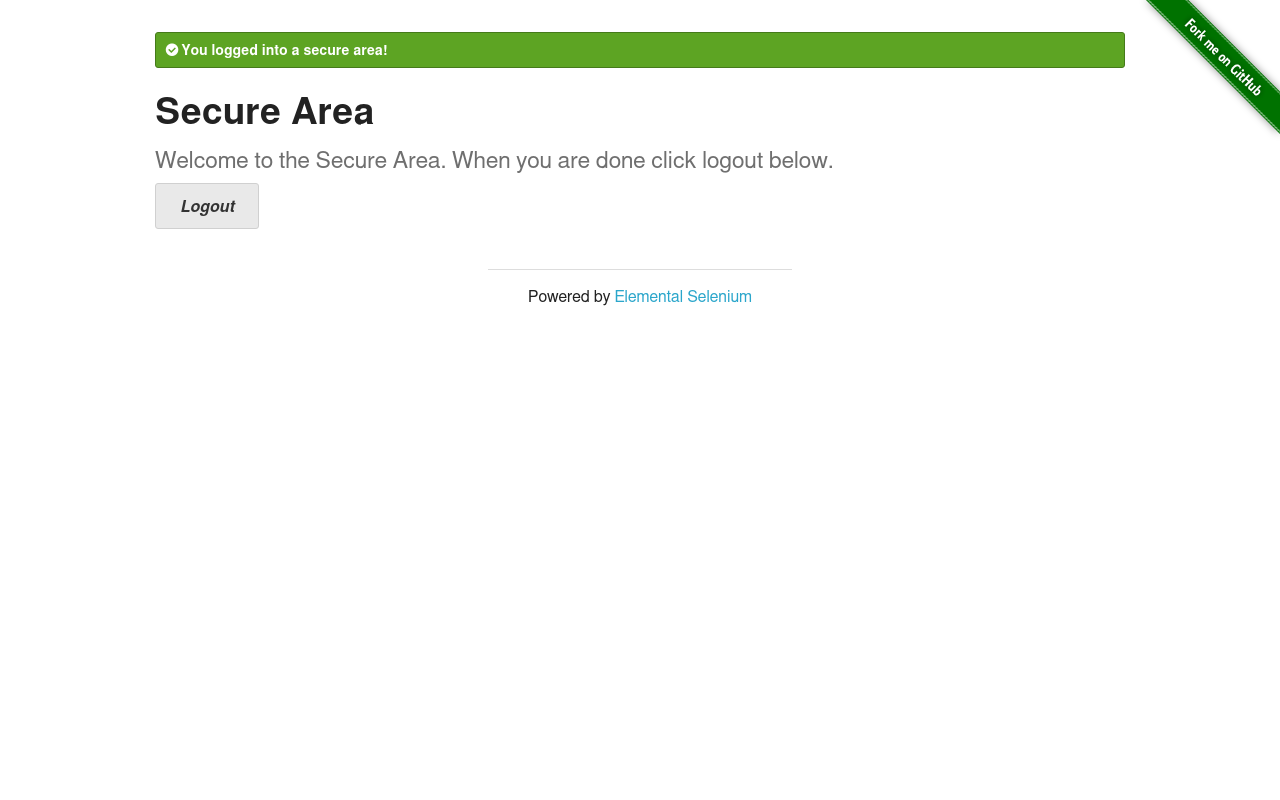 You logged into a secure area!
Fork me on GitHub
Secure Area
Welcome to the Secure Area. When you are done click logout below.
Logout
Powered by Elemental Selenium